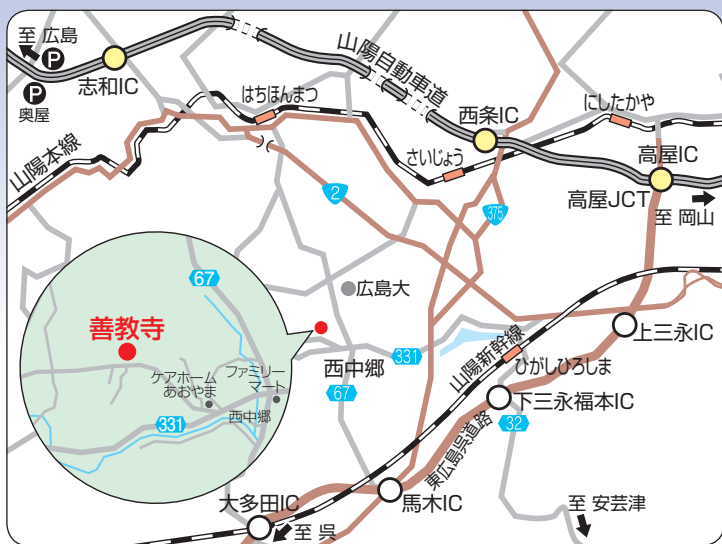 至 広島
P
P
奥屋
志和IC
山陽自動車道
はちほんまつ
西条IC
にしたかや
さいじょう
山陽本線
高屋IC
高屋JCT
至 岡山
2
375
67
善教寺
広島大
西中郷
331
67
山陽新幹線
上三永IC
ひがしひろしま
下三永福本IC
32
ケアホーム
あおやま
ファミリー
マート
西中郷
331
東広島呉道路
大多田IC
馬木IC
至 呉
至 安芸津